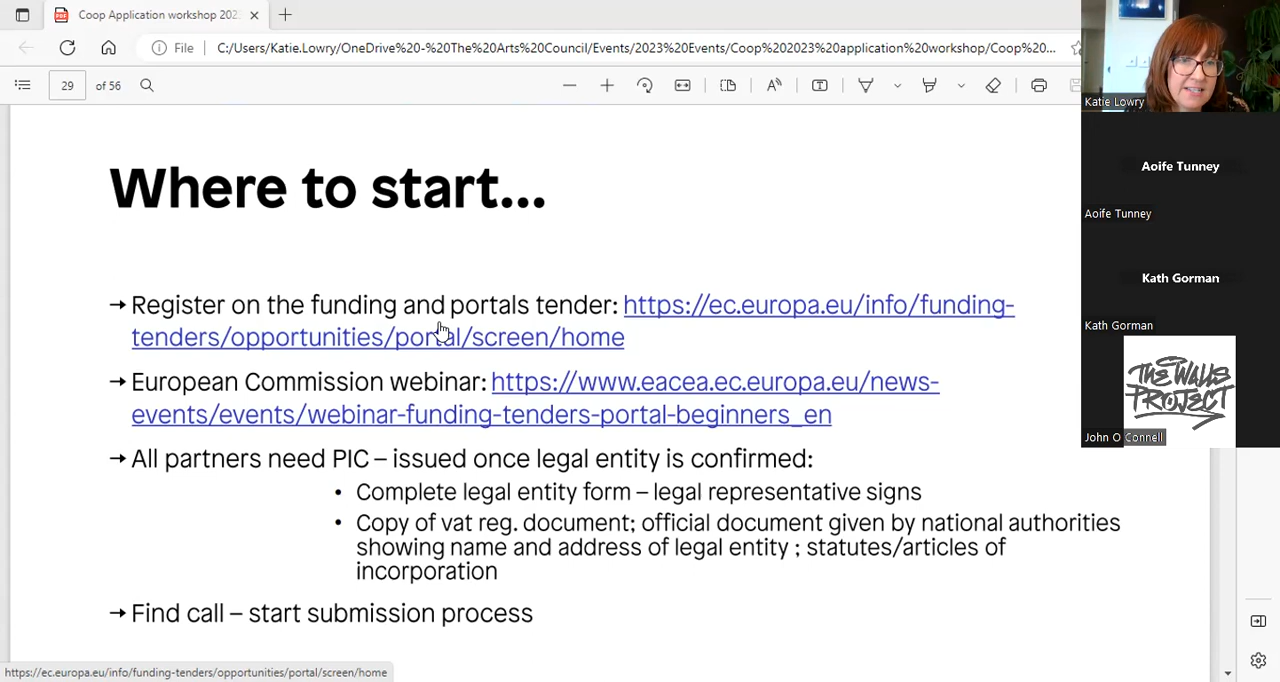 Coop Application workshop 202
File
C:/Users/Katie.Lowry/OneDrive%20-%20The%20Arts%20Council/Events/2023%20Events/Coop%202023%20application%20workshop/Coop%20...
29
of 56
Where to start...
→ Register on the funding and portals tender: https://ec.europa.eu/info/funding-
tenders/opportunities/portal/screen/home
→ European Commission webinar: https://www.eacea.ec.europa.eu/news-
events/events/webinar-funding-tenders-portal-beginners_en
→ All partners need PIC – issued once legal entity is confirmed:
• Complete legal entity form – legal representative signs
• Copy of vat reg. document; official document given by national authorities
showing name and address of legal entity ; statutes/articles of
incorporation
→ Find call – start submission process
https://ec.europa.eu/info/funding-tenders/opportunities/portal/screen/home
Katie Lowry
Aoife Tunney
Aoife Tunney
Kath Gorman
Kath Gorman
THE WALLS
PROJECT
John O Connell